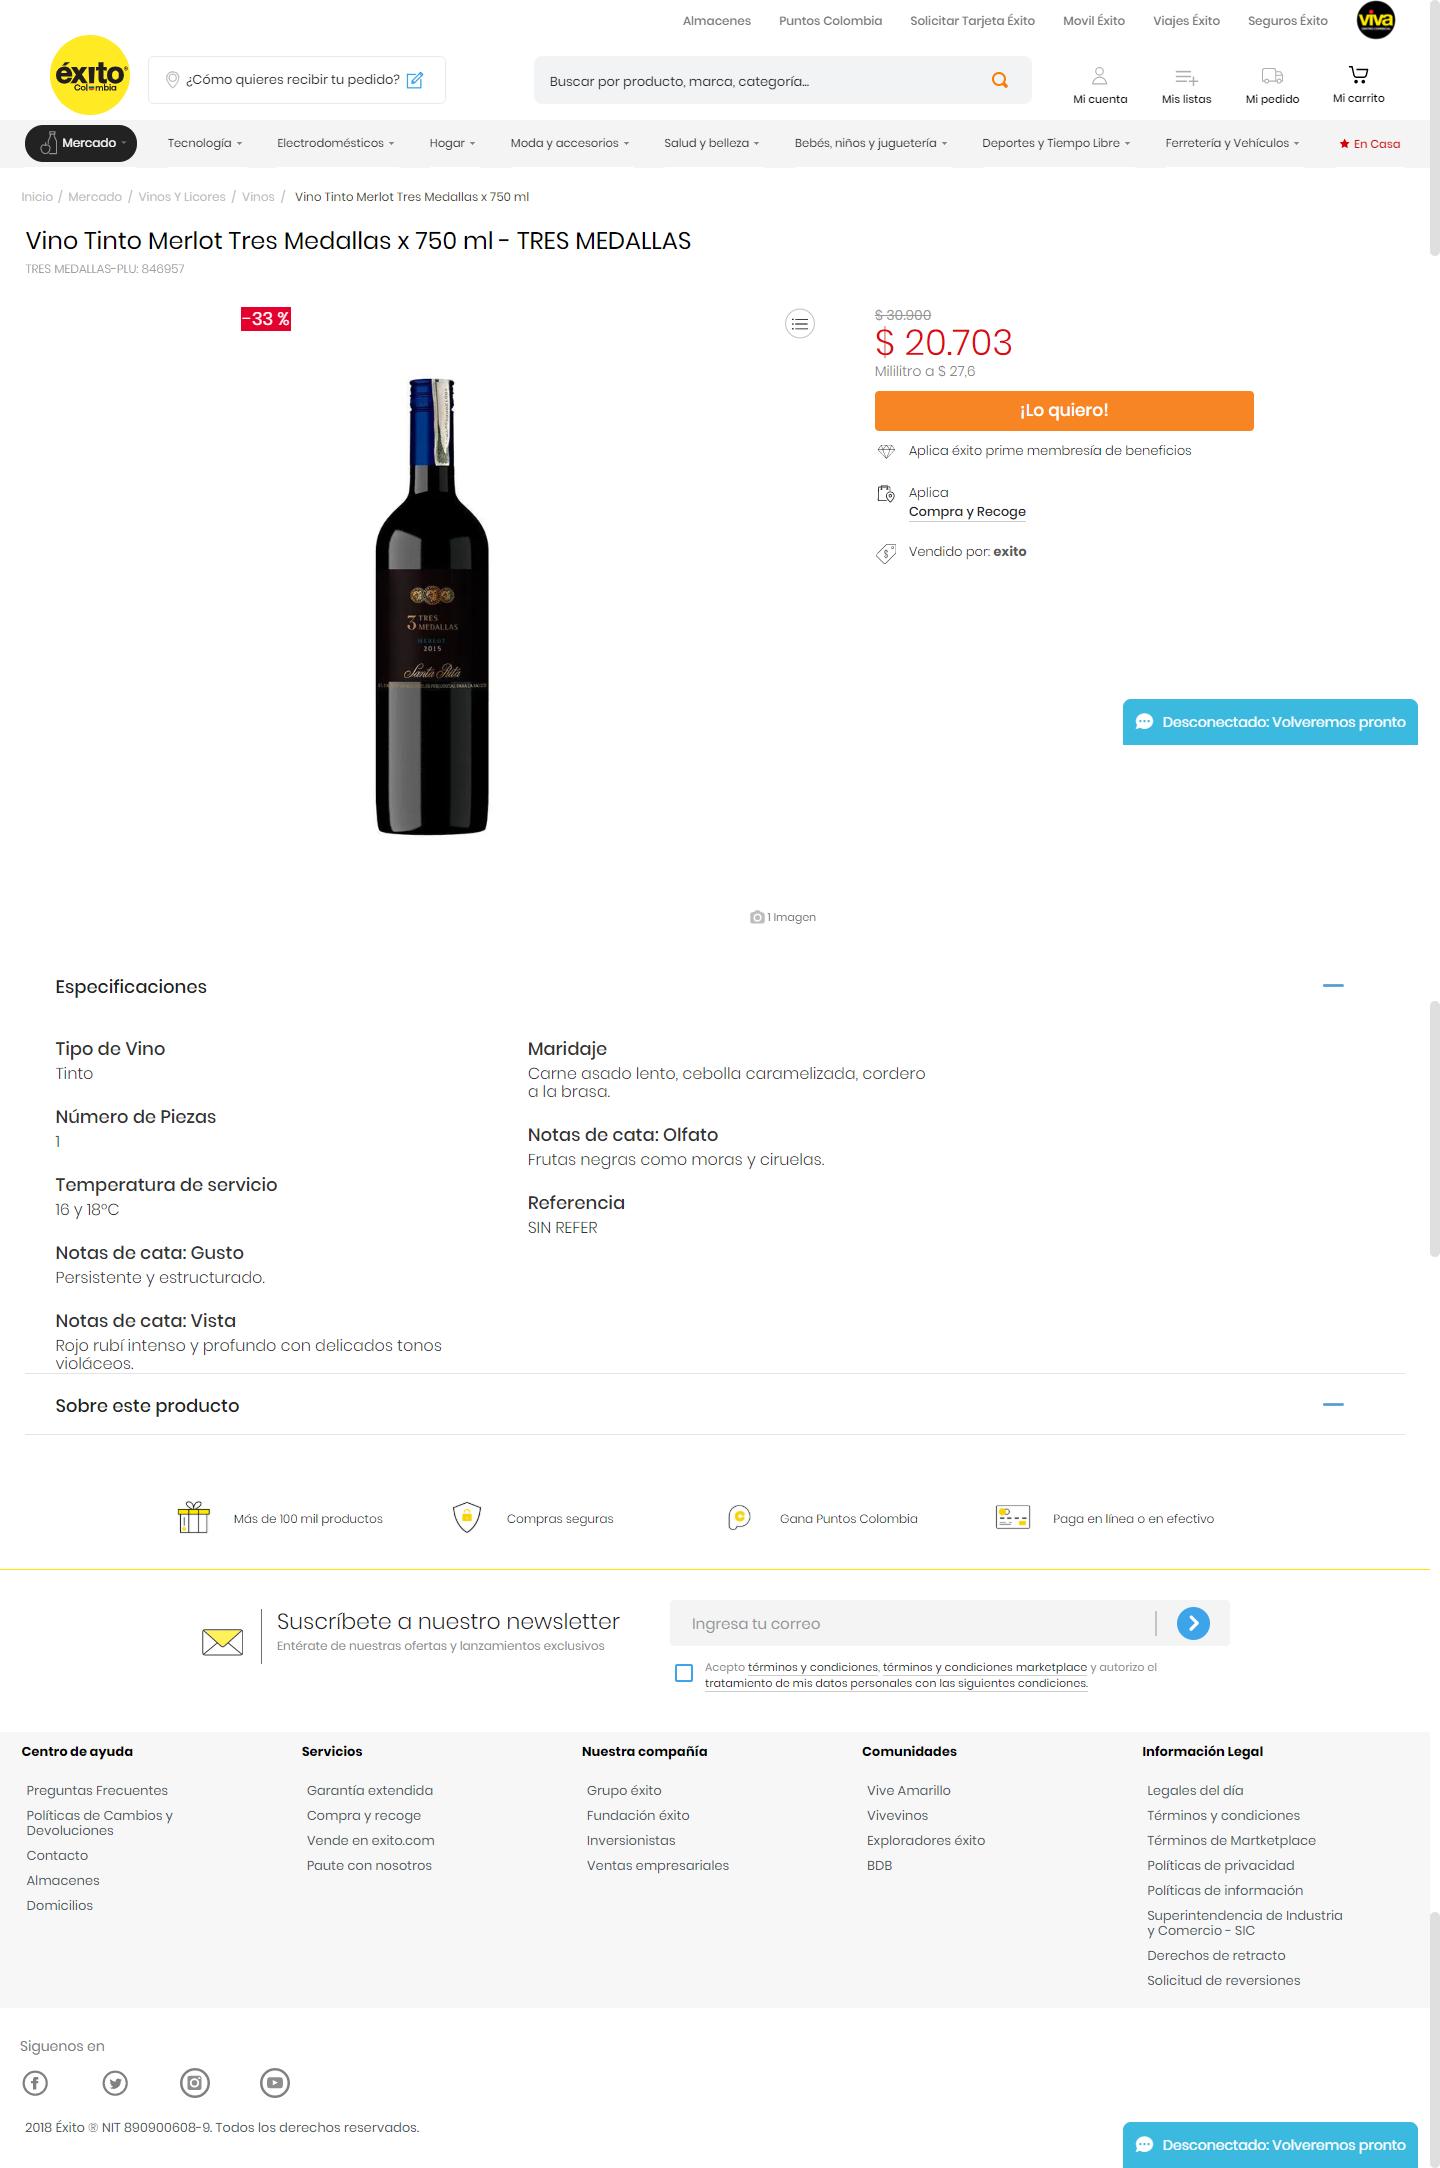 Almacenes Puntos Colombia Solicitar Tarjeta Éxito Movil Éxito Viajes Éxito Seguros Éxito viva
éxito
Colombia
¿Cómo quieres recibir tu pedido?
Buscar por producto, marca, categoría...
Mi cuenta Mis listas Mi pedido Mi carrito
Mercado Tecnología Electrodomésticos Hogar Moda y accesorios Salud y belleza Bebés, niños y juguetería Deportes y Tiempo Libre Ferretería y Vehículos En Casa
Inicio / Mercado / Vinos Y Licores / Vinos / Vino Tinto Merlot Tres Medallas x 750 ml
Vino Tinto Merlot Tres Medallas x 750 ml - TRES MEDALLAS
TRES MEDALLAS-PLU: 846957
-33 %
3 TRES
MEDALLAS
MERLOT
2015
Santa Rita
1 Imagen
$ 30.900
$ 20.703
Mililitro a $ 27,6
¡Lo quiero!
Aplica éxito prime membresía de beneficios
Aplica
Compra y Recoge
Vendido por: exito
Desconectado: Volveremos pronto
Especificaciones
Tipo de Vino
Tinto
Número de Piezas
1
Temperatura de servicio
16 y 18°C
Notas de cata: Gusto
Persistente y estructurado.
Notas de cata: Vista
Rojo rubí intenso y profundo con delicados tonos
violáceos.
Maridaje
Carne asado lento, cebolla caramelizada, cordero
a la brasa.
Notas de cata: Olfato
Frutas negras como moras y ciruelas.
Referencia
SIN REFER
Sobre este producto
Más de 100 mil productos
Compras seguras
Gana Puntos Colombia
Paga en línea o en efectivo
Suscríbete a nuestro newsletter
Entérate de nuestras ofertas y lanzamientos exclusivos
Ingresa tu correo
Acepto términos y condiciones, términos y condiciones marketplace y autorizo el
tratamiento de mis datos personales con las siguientes condiciones.
Centro de ayuda
Preguntas Frecuentes
Políticas de Cambios y
Devoluciones
Contacto
Almacenes
Domicilios
Servicios
Garantía extendida
Compra y recoge
Vende en exito.com
Paute con nosotros
Nuestra compañía
Grupo éxito
Fundación éxito
Inversionistas
Ventas empresariales
Comunidades
Vive Amarillo
Vivevinos
Exploradores éxito
BDB
Información Legal
Legales del día
Términos y condiciones
Términos de Martketplace
Políticas de privacidad
Políticas de información
Superintendencia de Industria
y Comercio - SIC
Derechos de retracto
Solicitud de reversiones
Siguenos en
2018 Éxito ® NIT 890900608-9. Todos los derechos reservados.
Desconectado: Volveremos pronto